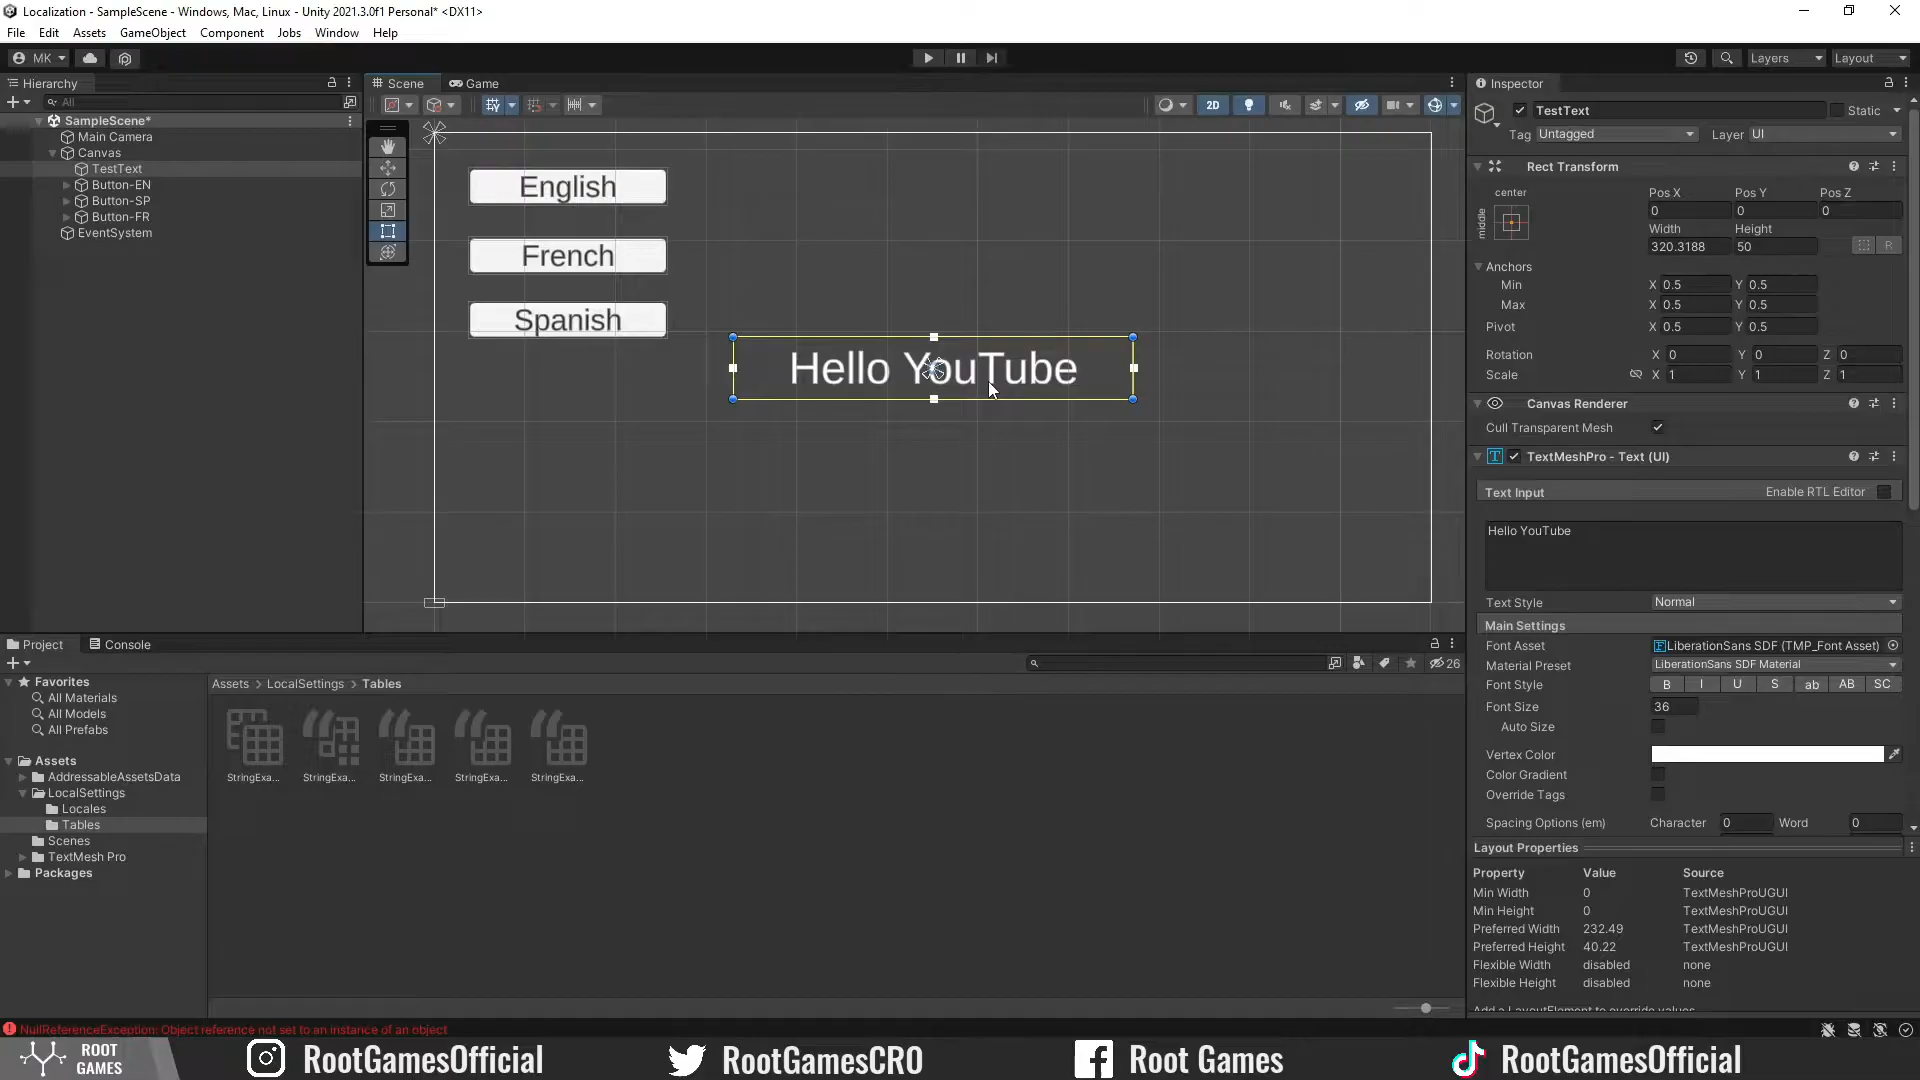 Localization - SampleScene - Windows, Mac, Linux - Unity 2021.3.0f1 Personal* <DX11>
File Edit Assets GameObject Component Jobs Window Help
MK Layers Layout
Hierarchy
All
SampleScene*
Main Camera
Canvas
TestText
Button-EN
Button-SP
Button-FR
EventSystem
Scene Game
2D
English
French
Spanish
Hello YouTube
Inspector
TestText Static
Tag Untagged Layer UI
Rect Transform
center
middle
Pos X Pos Y Pos Z
0 0 0
Width Height
320.3188 50
R
Anchors
Min X 0.5 Y 0.5
Max X 0.5 Y 0.5
Pivot X 0.5 Y 0.5
Rotation X 0 Y 0 Z 0
Scale X 1 Y 1 Z 1
Canvas Renderer
Cull Transparent Mesh
TextMeshPro - Text (UI)
Text Input Enable RTL Editor
Hello YouTube
Text Style Normal
Main Settings
Font Asset LiberationSans SDF (TMP_Font Asset)
Material Preset LiberationSans SDF Material
Font Style B I U S ab AB SC
Font Size 36
Auto Size
Vertex Color
Color Gradient
Override Tags
Spacing Options (em) Character 0 Word 0
Layout Properties
Property Value Source
Min Width 0 TextMeshProUGUI
Min Height 0 TextMeshProUGUI
Preferred Width 232.49 TextMeshProUGUI
Preferred Height 40.22 TextMeshProUGUI
Flexible Width disabled none
Flexible Height disabled none
Add a LayoutElement to override values
Project Console
26
Favorites
All Materials
All Models
All Prefabs
Assets
AddressableAssetsData
LocalSettings
Locales
Tables
Scenes
TextMesh Pro
Packages
Assets > LocalSettings > Tables
StringExa... StringExa... StringExa... StringExa... StringExa...
NullReferenceException: Object reference not set to an instance of an object
ROOT GAMES
RootGamesOfficial
RootGamesCRO
Root Games
RootGamesOfficial